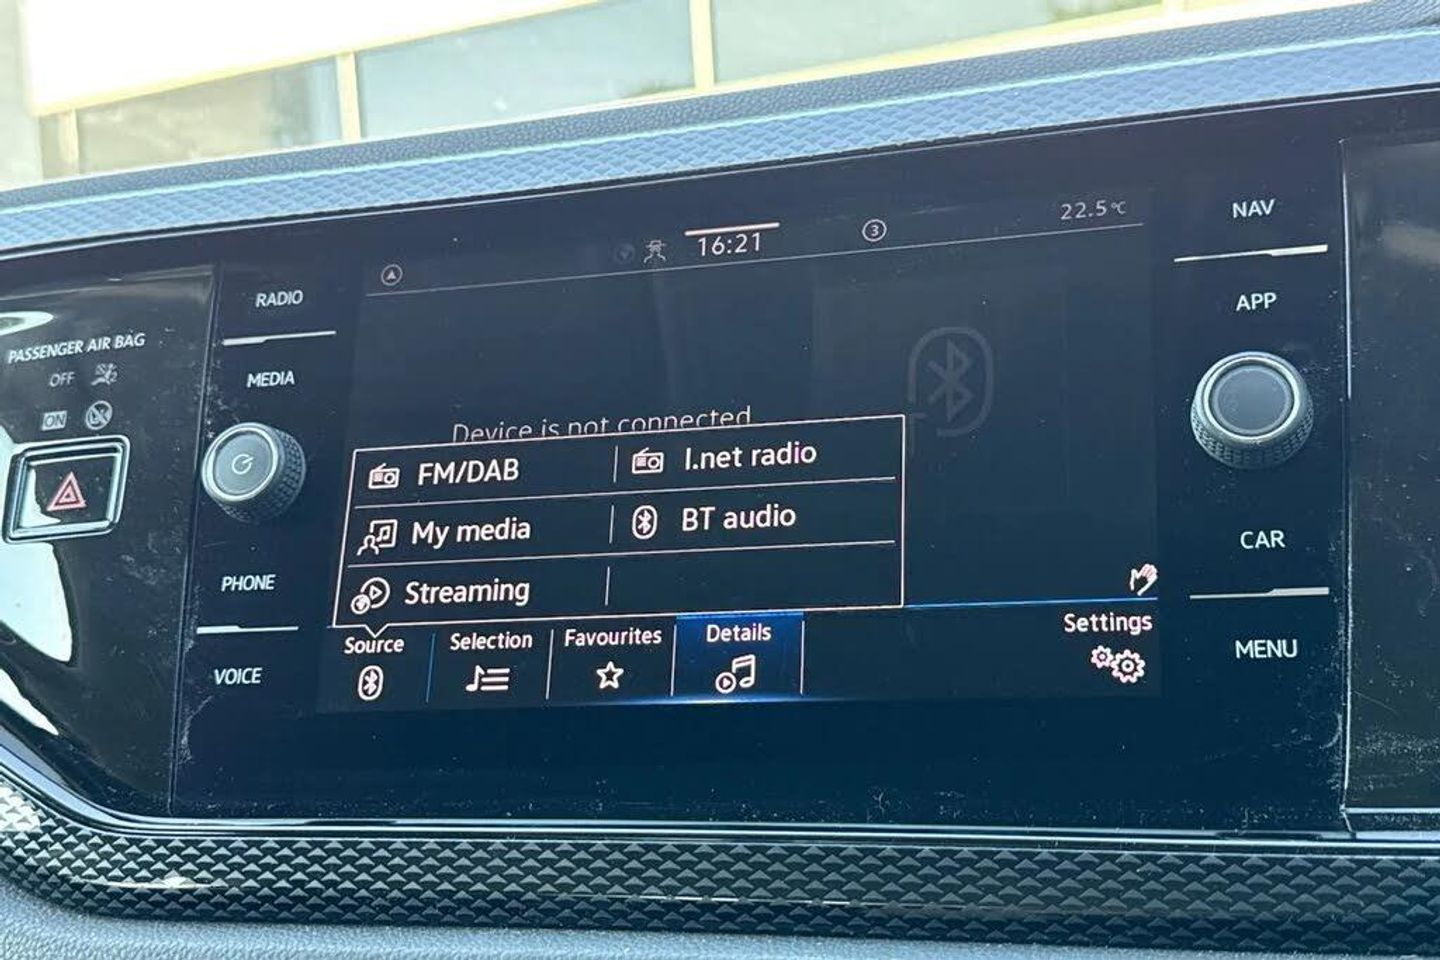 PASSENGER AIR BAG
OFF
ON
RADIO
MEDIA
PHONE
VOICE
16:21
3
22.5°C
Device is not connected
FM/DAB
I.net radio
My media
BT audio
Streaming
Source
Selection
Favourites
Details
Settings
NAV
APP
CAR
MENU